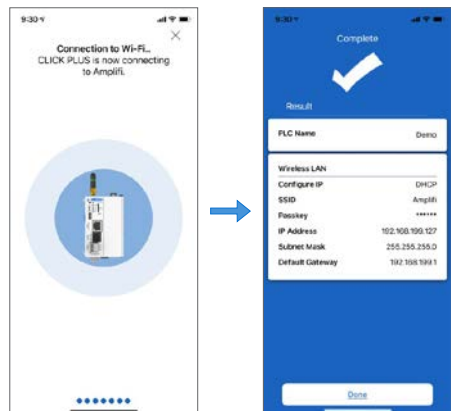 9:30
Connection to Wi-Fi...
CLICK PLUS is now connecting
to Amplifi.
9:30
Complete
Result
PLC Name Demo
Wireless LAN
Configure IP DHCP
SSID Amplifi
Passkey ••••••
IP Address 192.168.199.127
Subnet Mask 255.255.255.0
Default Gateway 192.168.199.1
Done